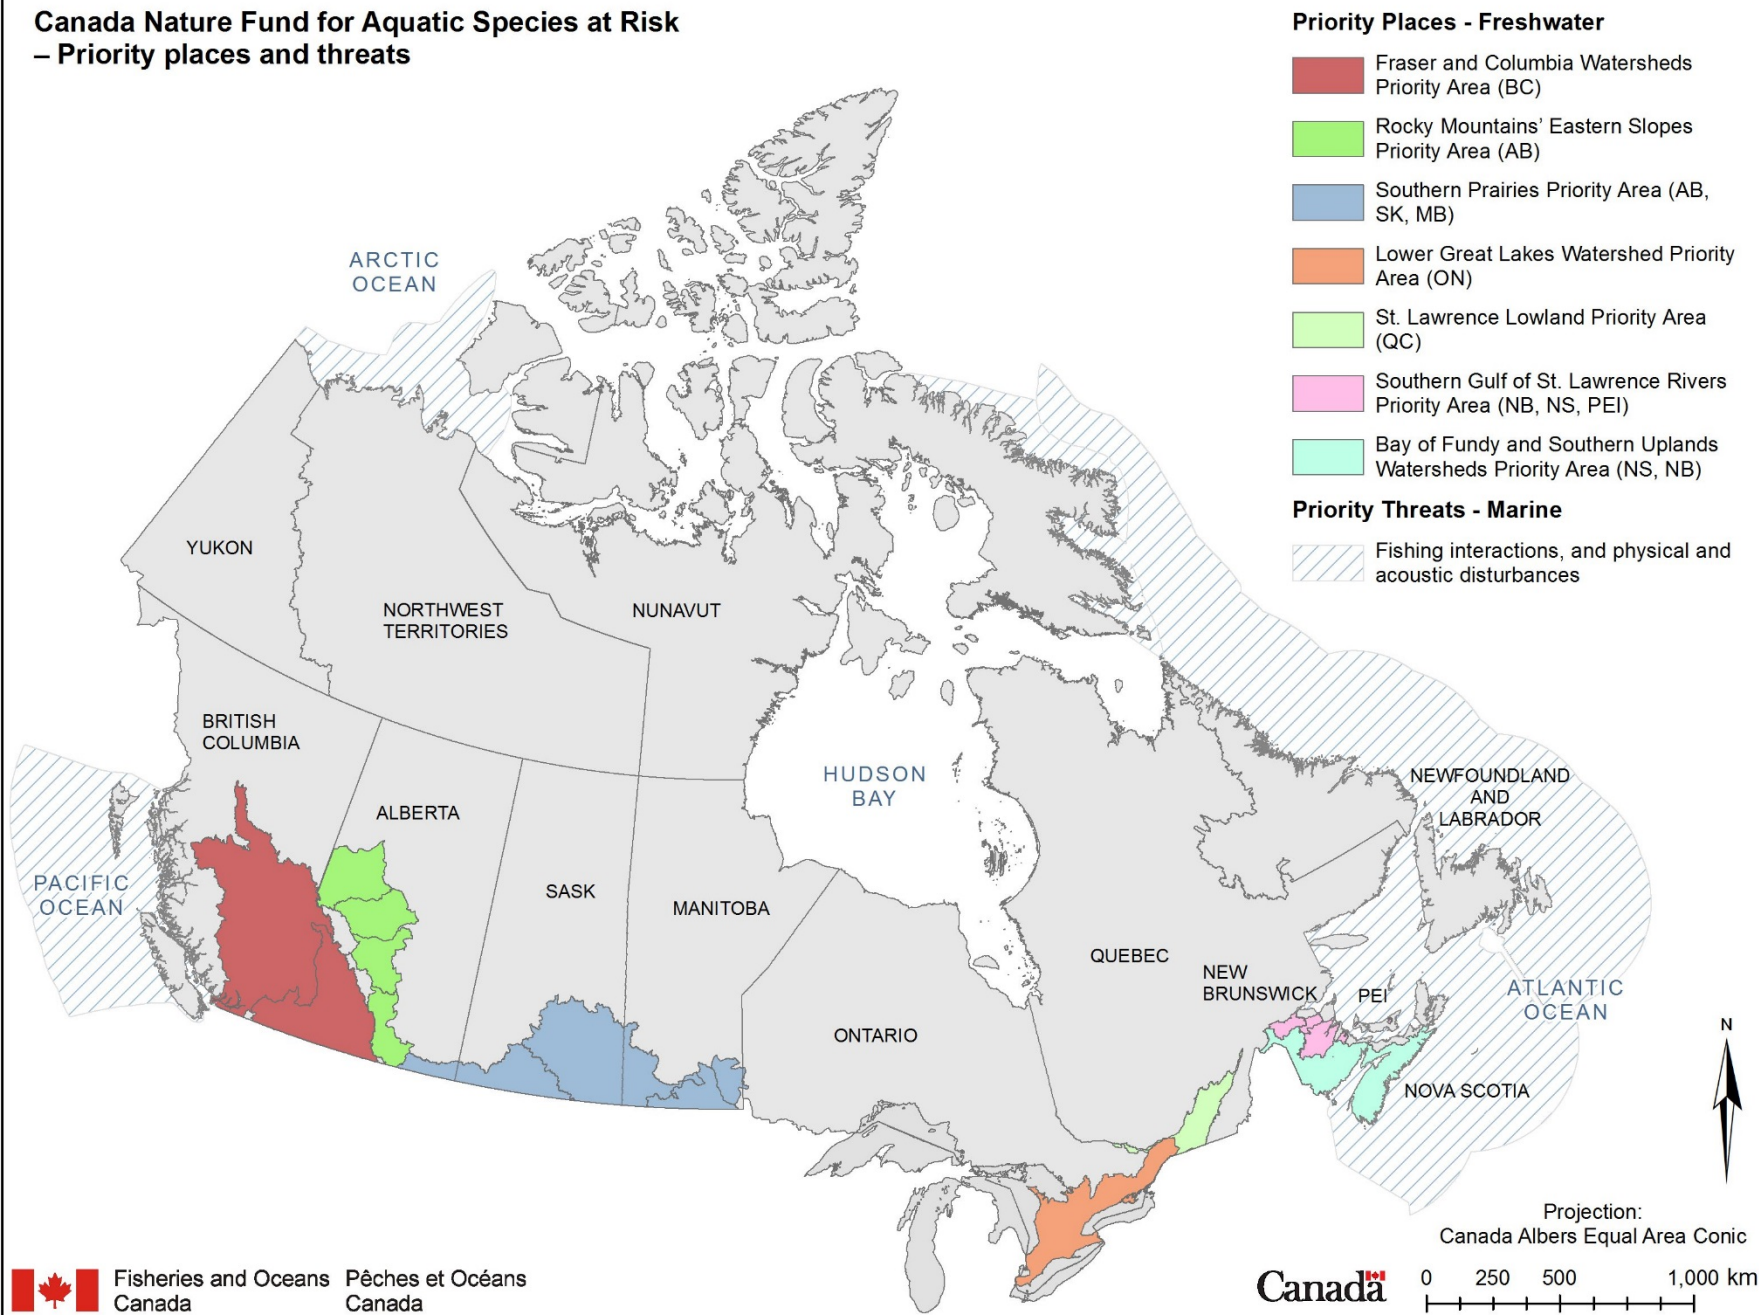 Canada Nature Fund for Aquatic Species at Risk
– Priority places and threats
Priority Places - Freshwater
Fraser and Columbia Watersheds
Priority Area (BC)
Rocky Mountains' Eastern Slopes
Priority Area (AB)
Southern Prairies Priority Area (AB,
SK, MB)
Lower Great Lakes Watershed Priority
Area (ON)
St. Lawrence Lowland Priority Area
(QC)
Southern Gulf of St. Lawrence Rivers
Priority Area (NB, NS, PEI)
Bay of Fundy and Southern Uplands
Watersheds Priority Area (NS, NB)
Priority Threats - Marine
Fishing interactions, and physical and
acoustic disturbances
ARCTIC
OCEAN
YUKON
NORTHWEST
TERRITORIES
NUNAVUT
BRITISH
COLUMBIA
ALBERTA
SASK
MANITOBA
HUDSON
BAY
NEWFOUNDLAND
AND
LABRADOR
PACIFIC
OCEAN
QUEBEC
NEW
BRUNSWICK
PEI
ATLANTIC
OCEAN
ONTARIO
NOVA SCOTIA
N
Projection:
Canada Albers Equal Area Conic
0 250 500 1,000 km
Fisheries and Oceans
Canada
Pêches et Océans
Canada
Canada